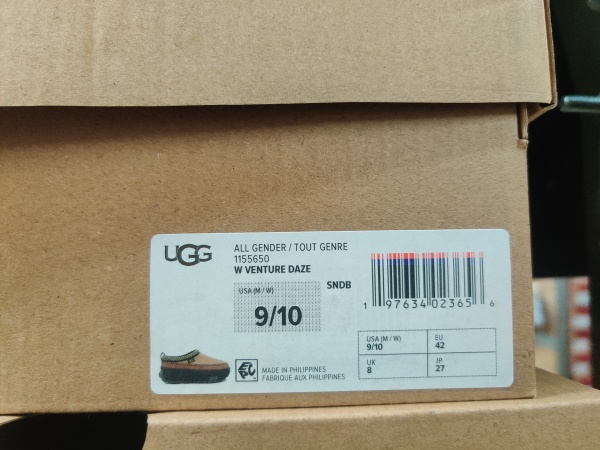 UGG
ALL GENDER / TOUT GENRE
1155650
W VENTURE DAZE
SNDB
USA (M / W)
9/10
1 97634 02365 6
USA (M / W)
9/10
EU
42
UK
8
JP
27
MADE IN PHILIPPINES
FABRIQUÉ AUX PHILIPPINES